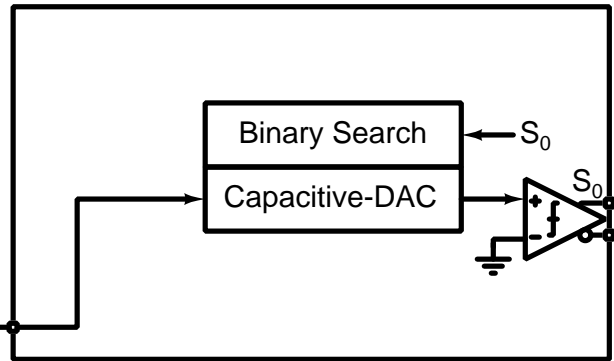 Binary Search
S₀
Capacitive-DAC
S₀
+
−